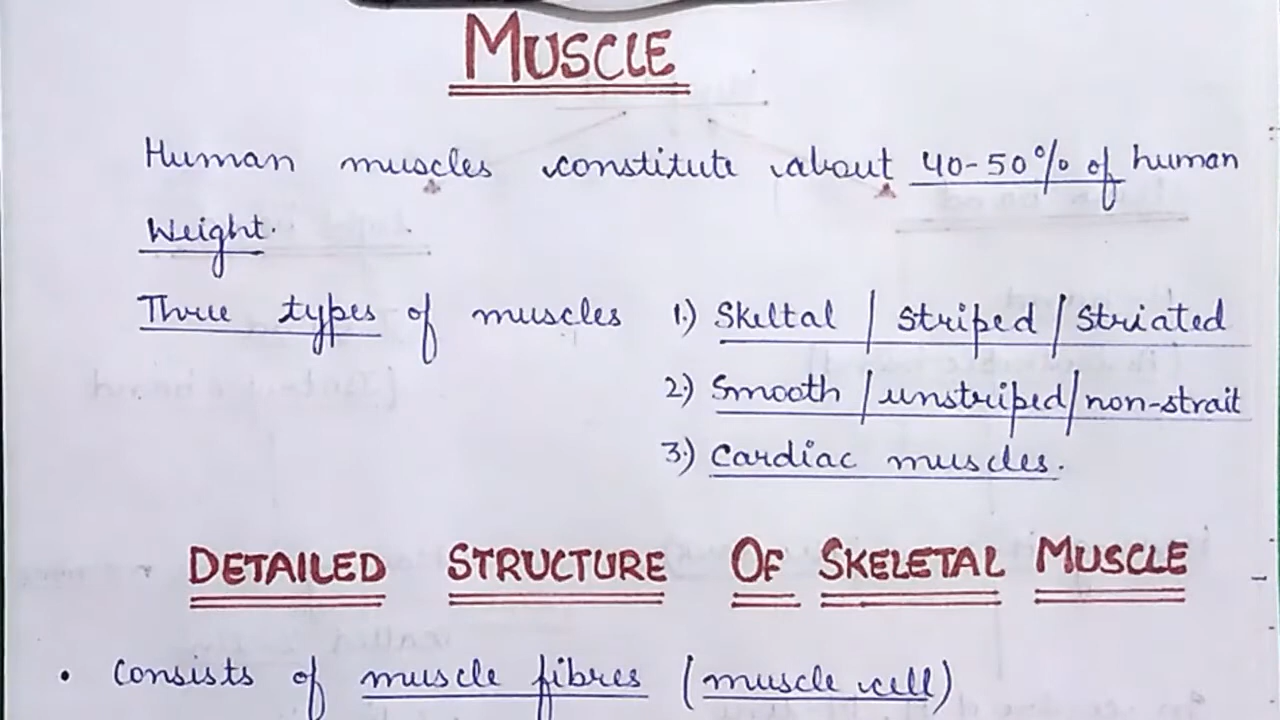 MUSCLE
Human muscles constitute about 40-50% of human
Weight.
Three types of muscles 1.) Skeltal / Striped / Striated
2.) Smooth / unstriped / non-strait
3.) Cardiac muscles.
DETAILED STRUCTURE OF SKELETAL MUSCLE
• Consists of muscle fibres (muscle cell)